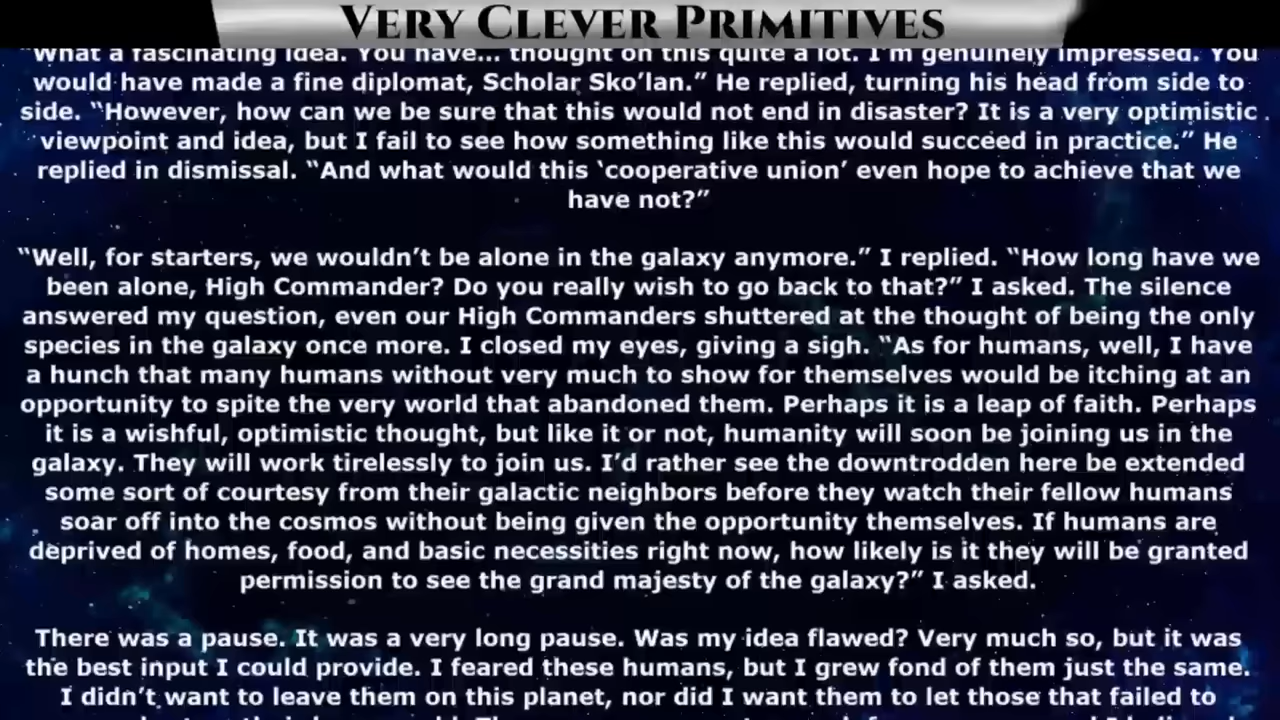 VERY CLEVER PRIMITIVES
"What a fascinating idea. You have... thought on this quite a lot. I'm genuinely impressed. You
would have made a fine diplomat, Scholar Sko'lan." He replied, turning his head from side to
side. "However, how can we be sure that this would not end in disaster? It is a very optimistic
viewpoint and idea, but I fail to see how something like this would succeed in practice." He
replied in dismissal. "And what would this 'cooperative union' even hope to achieve that we
have not?"
"Well, for starters, we wouldn't be alone in the galaxy anymore." I replied. "How long have we
been alone, High Commander? Do you really wish to go back to that?" I asked. The silence
answered my question, even our High Commanders shuttered at the thought of being the only
species in the galaxy once more. I closed my eyes, giving a sigh. "As for humans, well, I have
a hunch that many humans without very much to show for themselves would be itching at an
opportunity to spite the very world that abandoned them. Perhaps it is a leap of faith. Perhaps
it is a wishful, optimistic thought, but like it or not, humanity will soon be joining us in the
galaxy. They will work tirelessly to join us. I'd rather see the downtrodden here be extended
some sort of courtesy from their galactic neighbors before they watch their fellow humans
soar off into the cosmos without being given the opportunity themselves. If humans are
deprived of homes, food, and basic necessities right now, how likely is it they will be granted
permission to see the grand majesty of the galaxy?" I asked.
There was a pause. It was a very long pause. Was my idea flawed? Very much so, but it was
the best input I could provide. I feared these humans, but I grew fond of them just the same.
I didn't want to leave them on this planet, nor did I want them to let those that failed to